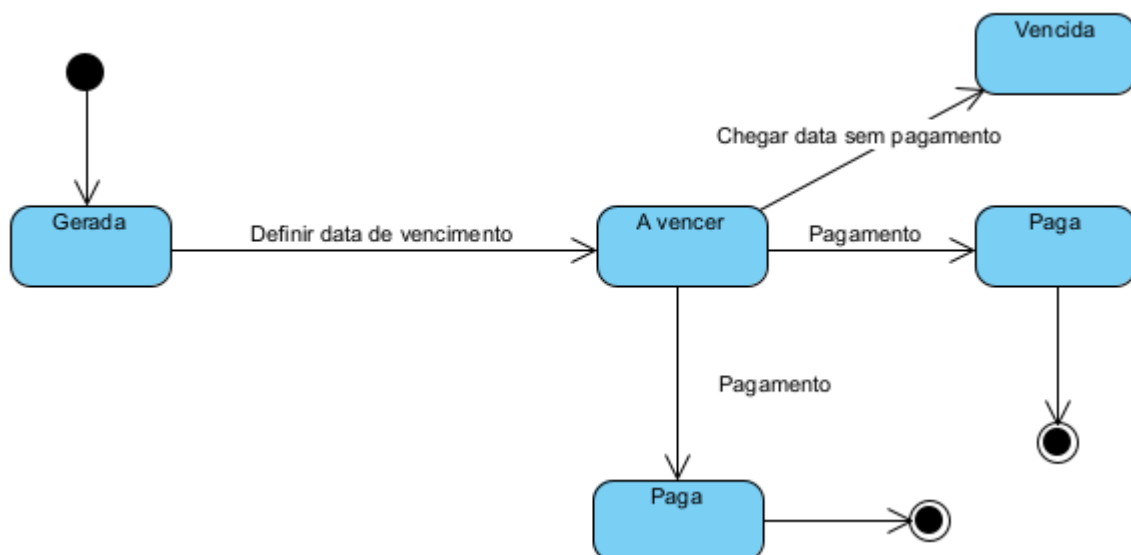 Vencida
Chegar data sem pagamento
Gerada
Definir data de vencimento
A vencer
Pagamento
Paga
Pagamento
Paga